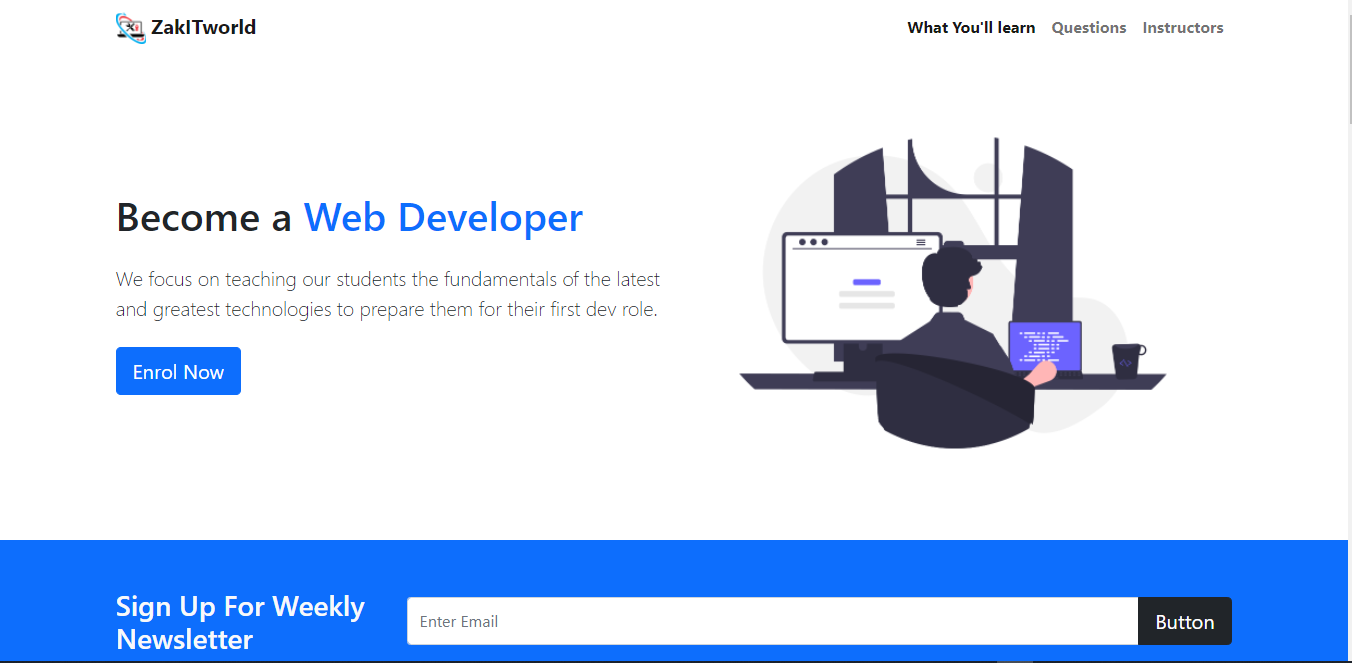 ZakITworld
What You'll learn
Questions
Instructors
Become a Web Developer
We focus on teaching our students the fundamentals of the latest
and greatest technologies to prepare them for their first dev role.
Enrol Now
Sign Up For Weekly
Newsletter
Enter Email
Button